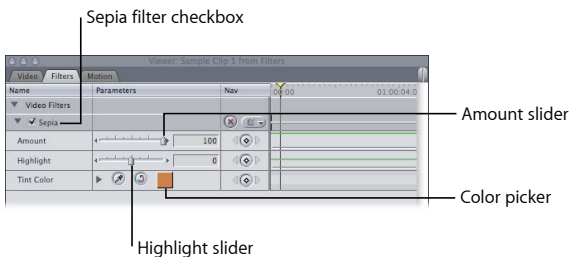 Sepia filter checkbox
Viewer: Sample Clip 1 from Filters
Video Filters Motion
Name Parameters Nav 00:00 01:00:04:0
Video Filters
Sepia
Amount 100
Amount slider
Highlight 0
Tint Color
Color picker
Highlight slider